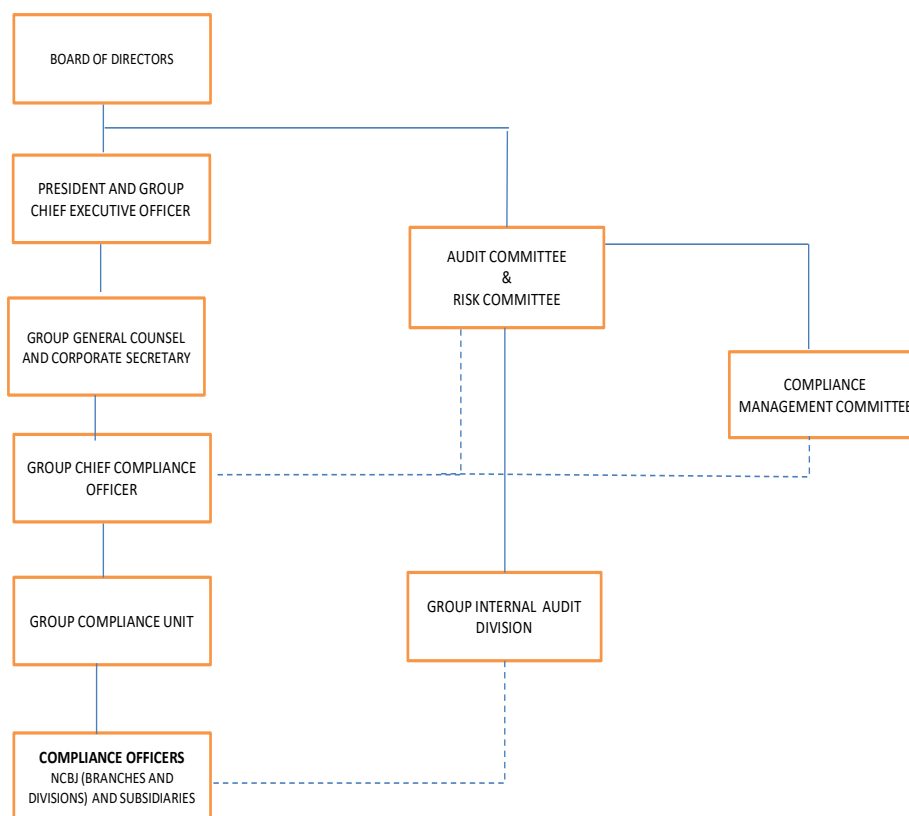 BOARD OF DIRECTORS
PRESIDENT AND GROUP
CHIEF EXECUTIVE OFFICER
AUDIT COMMITTEE
&
RISK COMMITTEE
GROUP GENERAL COUNSEL
AND CORPORATE SECRETARY
COMPLIANCE
MANAGEMENT COMMITTEE
GROUP CHIEF COMPLIANCE
OFFICER
GROUP COMPLIANCE UNIT
GROUP INTERNAL AUDIT
DIVISION
COMPLIANCE OFFICERS
NCBJ (BRANCHES AND
DIVISIONS) AND SUBSIDIARIES